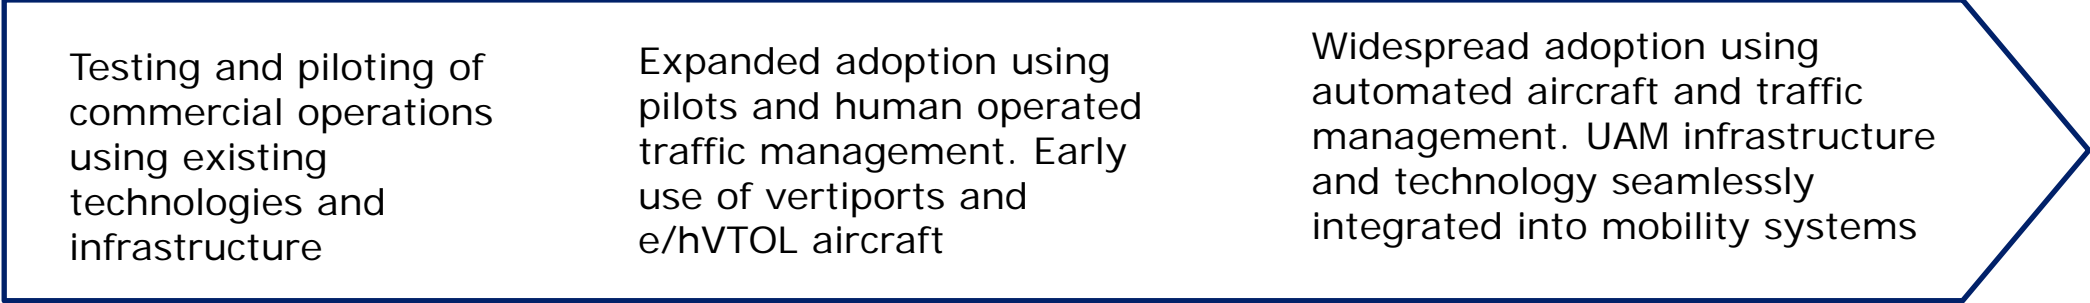 Testing and piloting of
commercial operations
using existing
technologies and
infrastructure
Expanded adoption using
pilots and human operated
traffic management. Early
use of vertiports and
e/hVTOL aircraft
Widespread adoption using
automated aircraft and traffic
management. UAM infrastructure
and technology seamlessly
integrated into mobility systems